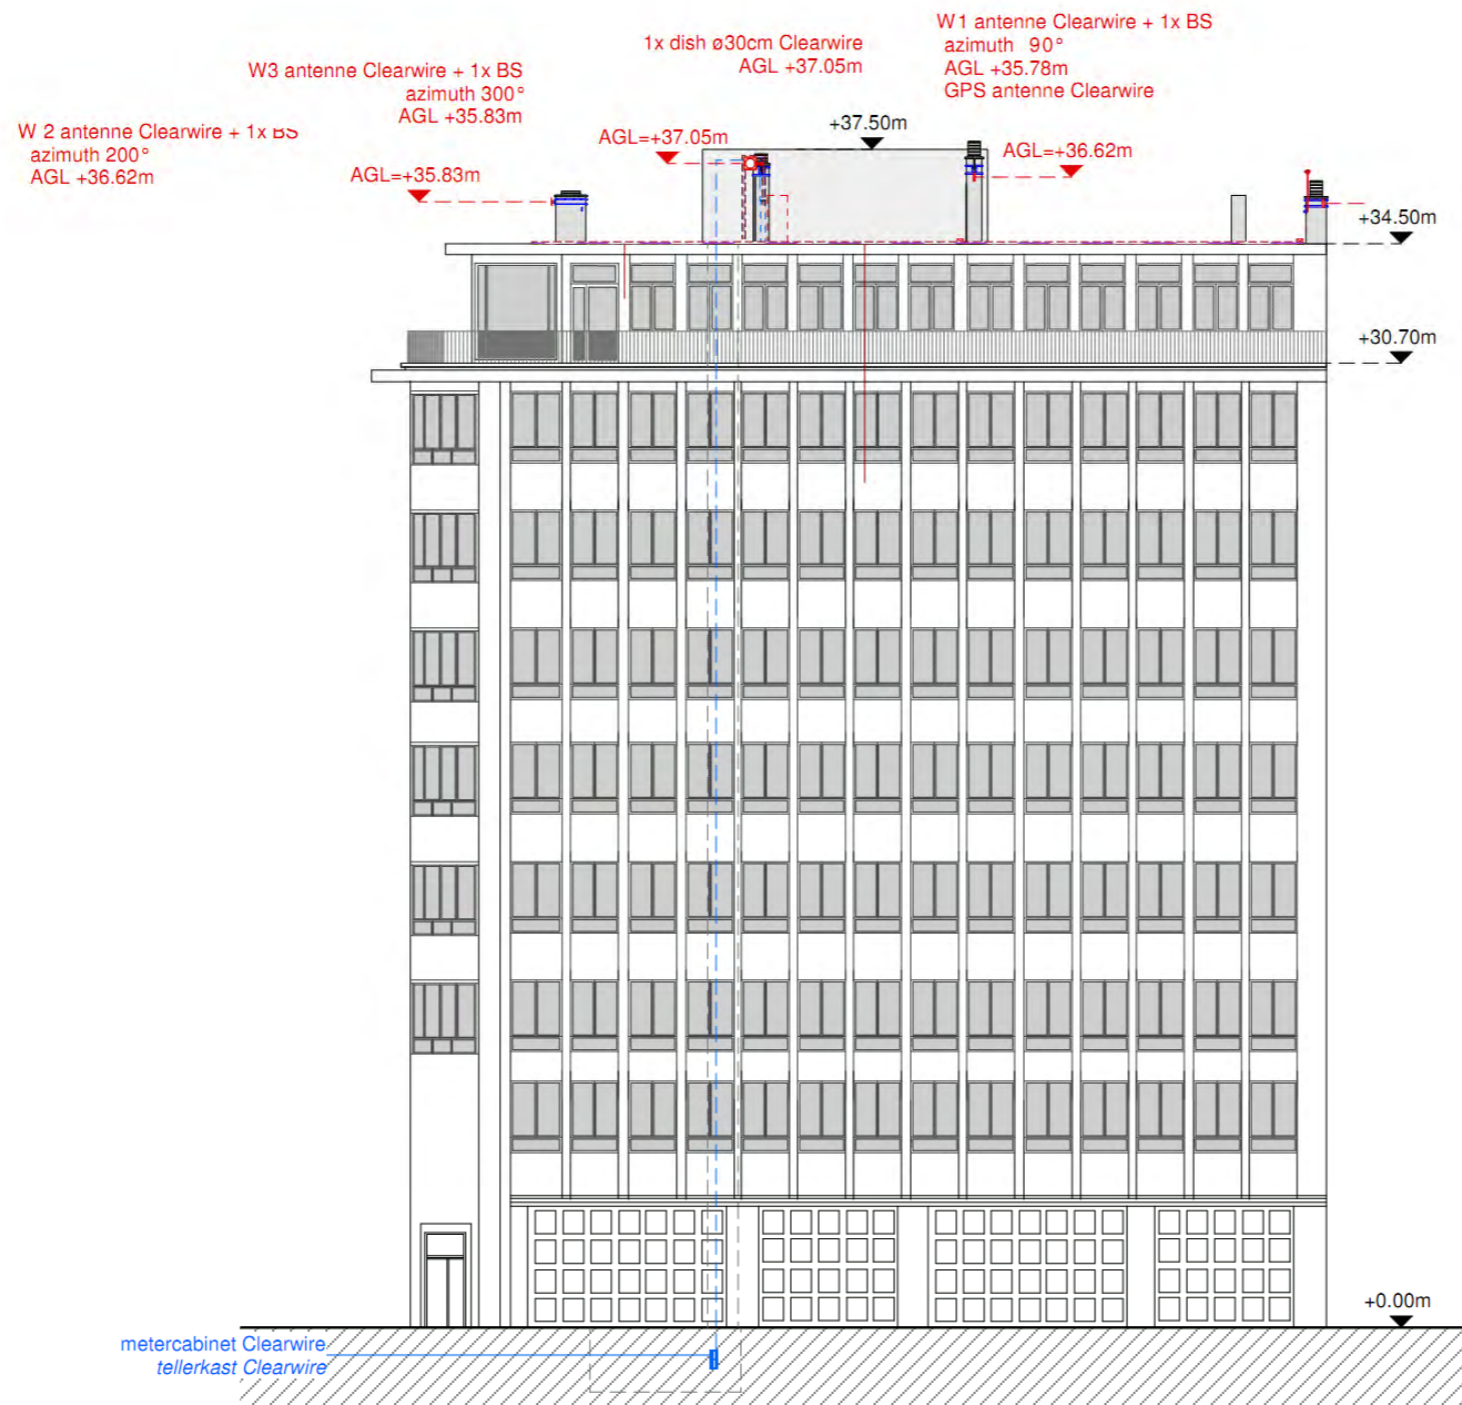 W1 antenne Clearwire + 1x BS
azimuth 90°
AGL +35.78m
GPS antenne Clearwire
1x dish ø30cm Clearwire
AGL +37.05m
W3 antenne Clearwire + 1x BS
azimuth 300°
AGL +35.83m
W 2 antenne Clearwire + 1x BS
azimuth 200°
AGL +36.62m
AGL=+37.05m
+37.50m
AGL=+36.62m
AGL=+35.83m
+34.50m
+30.70m
+0.00m
metercabinet Clearwire
tellerkast Clearwire